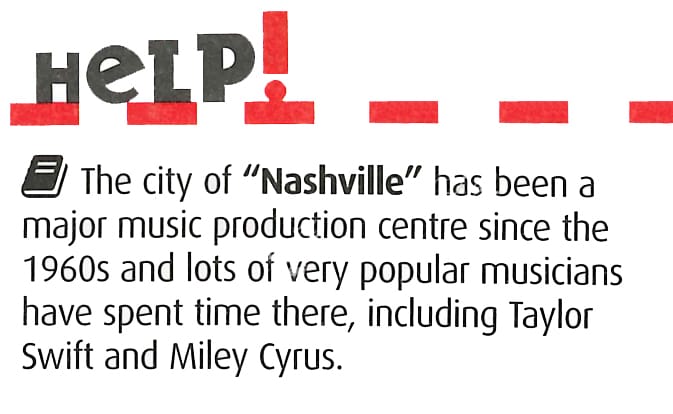 HeLP!
The city of “Nashville” has been a
major music production centre since the
1960s and lots of very popular musicians
have spent time there, including Taylor
Swift and Miley Cyrus.